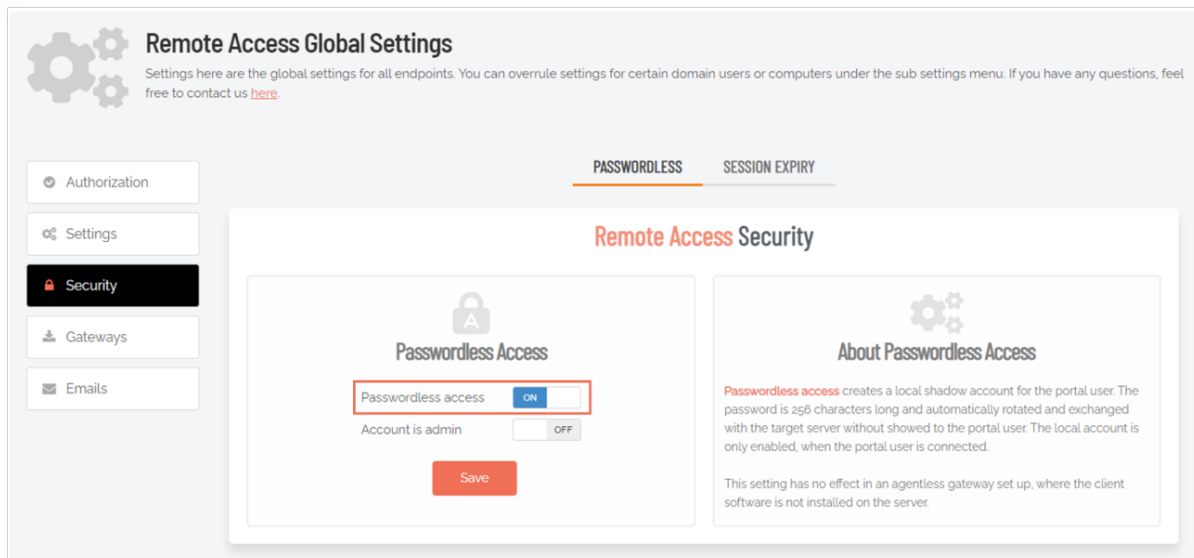 Remote Access Global Settings
Settings here are the global settings for all endpoints. You can overrule settings for certain domain users or computers under the sub settings menu. If you have any questions, feel
free to contact us here.
PASSWORDLESS
SESSION EXPIRY
Authorization
Settings
Security
Gateways
Emails
Remote Access Security
A
Passwordless Access
Passwordless access
ON
Account is admin
OFF
Save
About Passwordless Access
Passwordless access creates a local shadow account for the portal user. The
password is 256 characters long and automatically rotated and exchanged
with the target server without showed to the portal user. The local account is
only enabled, when the portal user is connected.
This setting has no effect in an agentless gateway set up, where the client
software is not installed on the server.